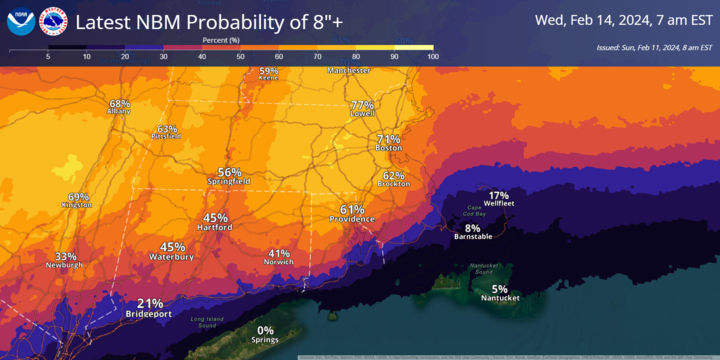 NOAA
Latest NBM Probability of 8"+
Wed, Feb 14, 2024, 7 am EST
Percent (%)
5 10 20 30 40 50 60 70 80 90 100
Issued: Sun, Feb 11, 2024, 8 am EST
59%
Keene
Manchester
68%
Albany
77%
Lowell
63%
Pittsfield
71%
Boston
56%
Springfield
62%
Brockton
69%
Kingston
17%
Wellfleet
61%
Providence
Cape
Cod Bay
45%
Hartford
8%
Barnstable
45%
Waterbury
41%
Norwich
33%
Newburgh
Nantucket
Sound
5%
Nantucket
21%
Bridgeport
Long Island
Sound
0%
Springs